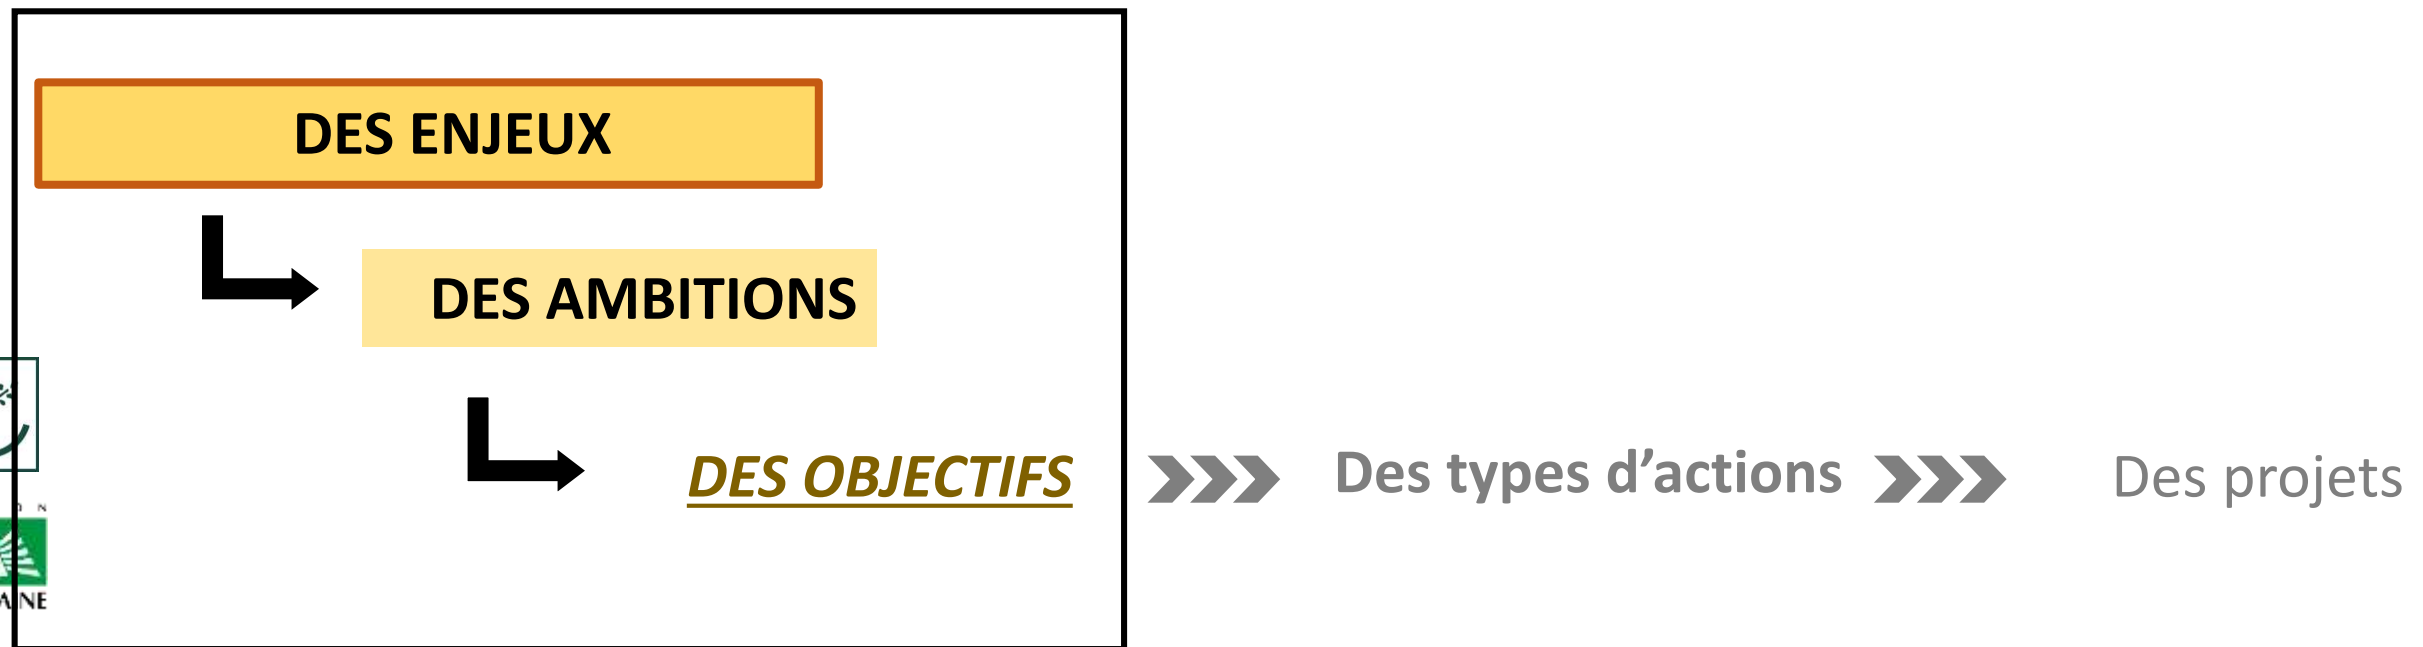 DES ENJEUX
DES AMBITIONS
DES OBJECTIFS
Des types d’actions
Des projets